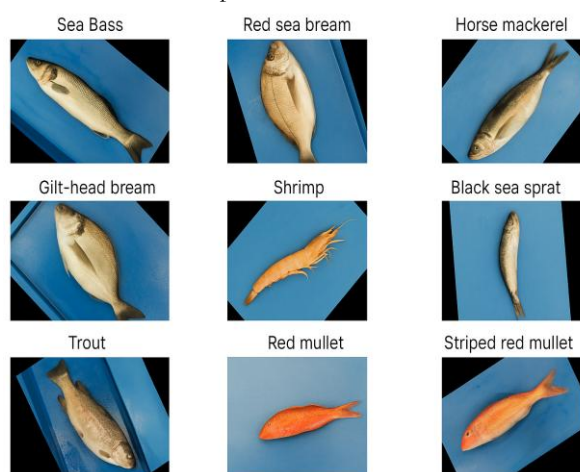 Sea Bass
Red sea bream
Horse mackerel
Gilt-head bream
Shrimp
Black sea sprat
Trout
Red mullet
Striped red mullet